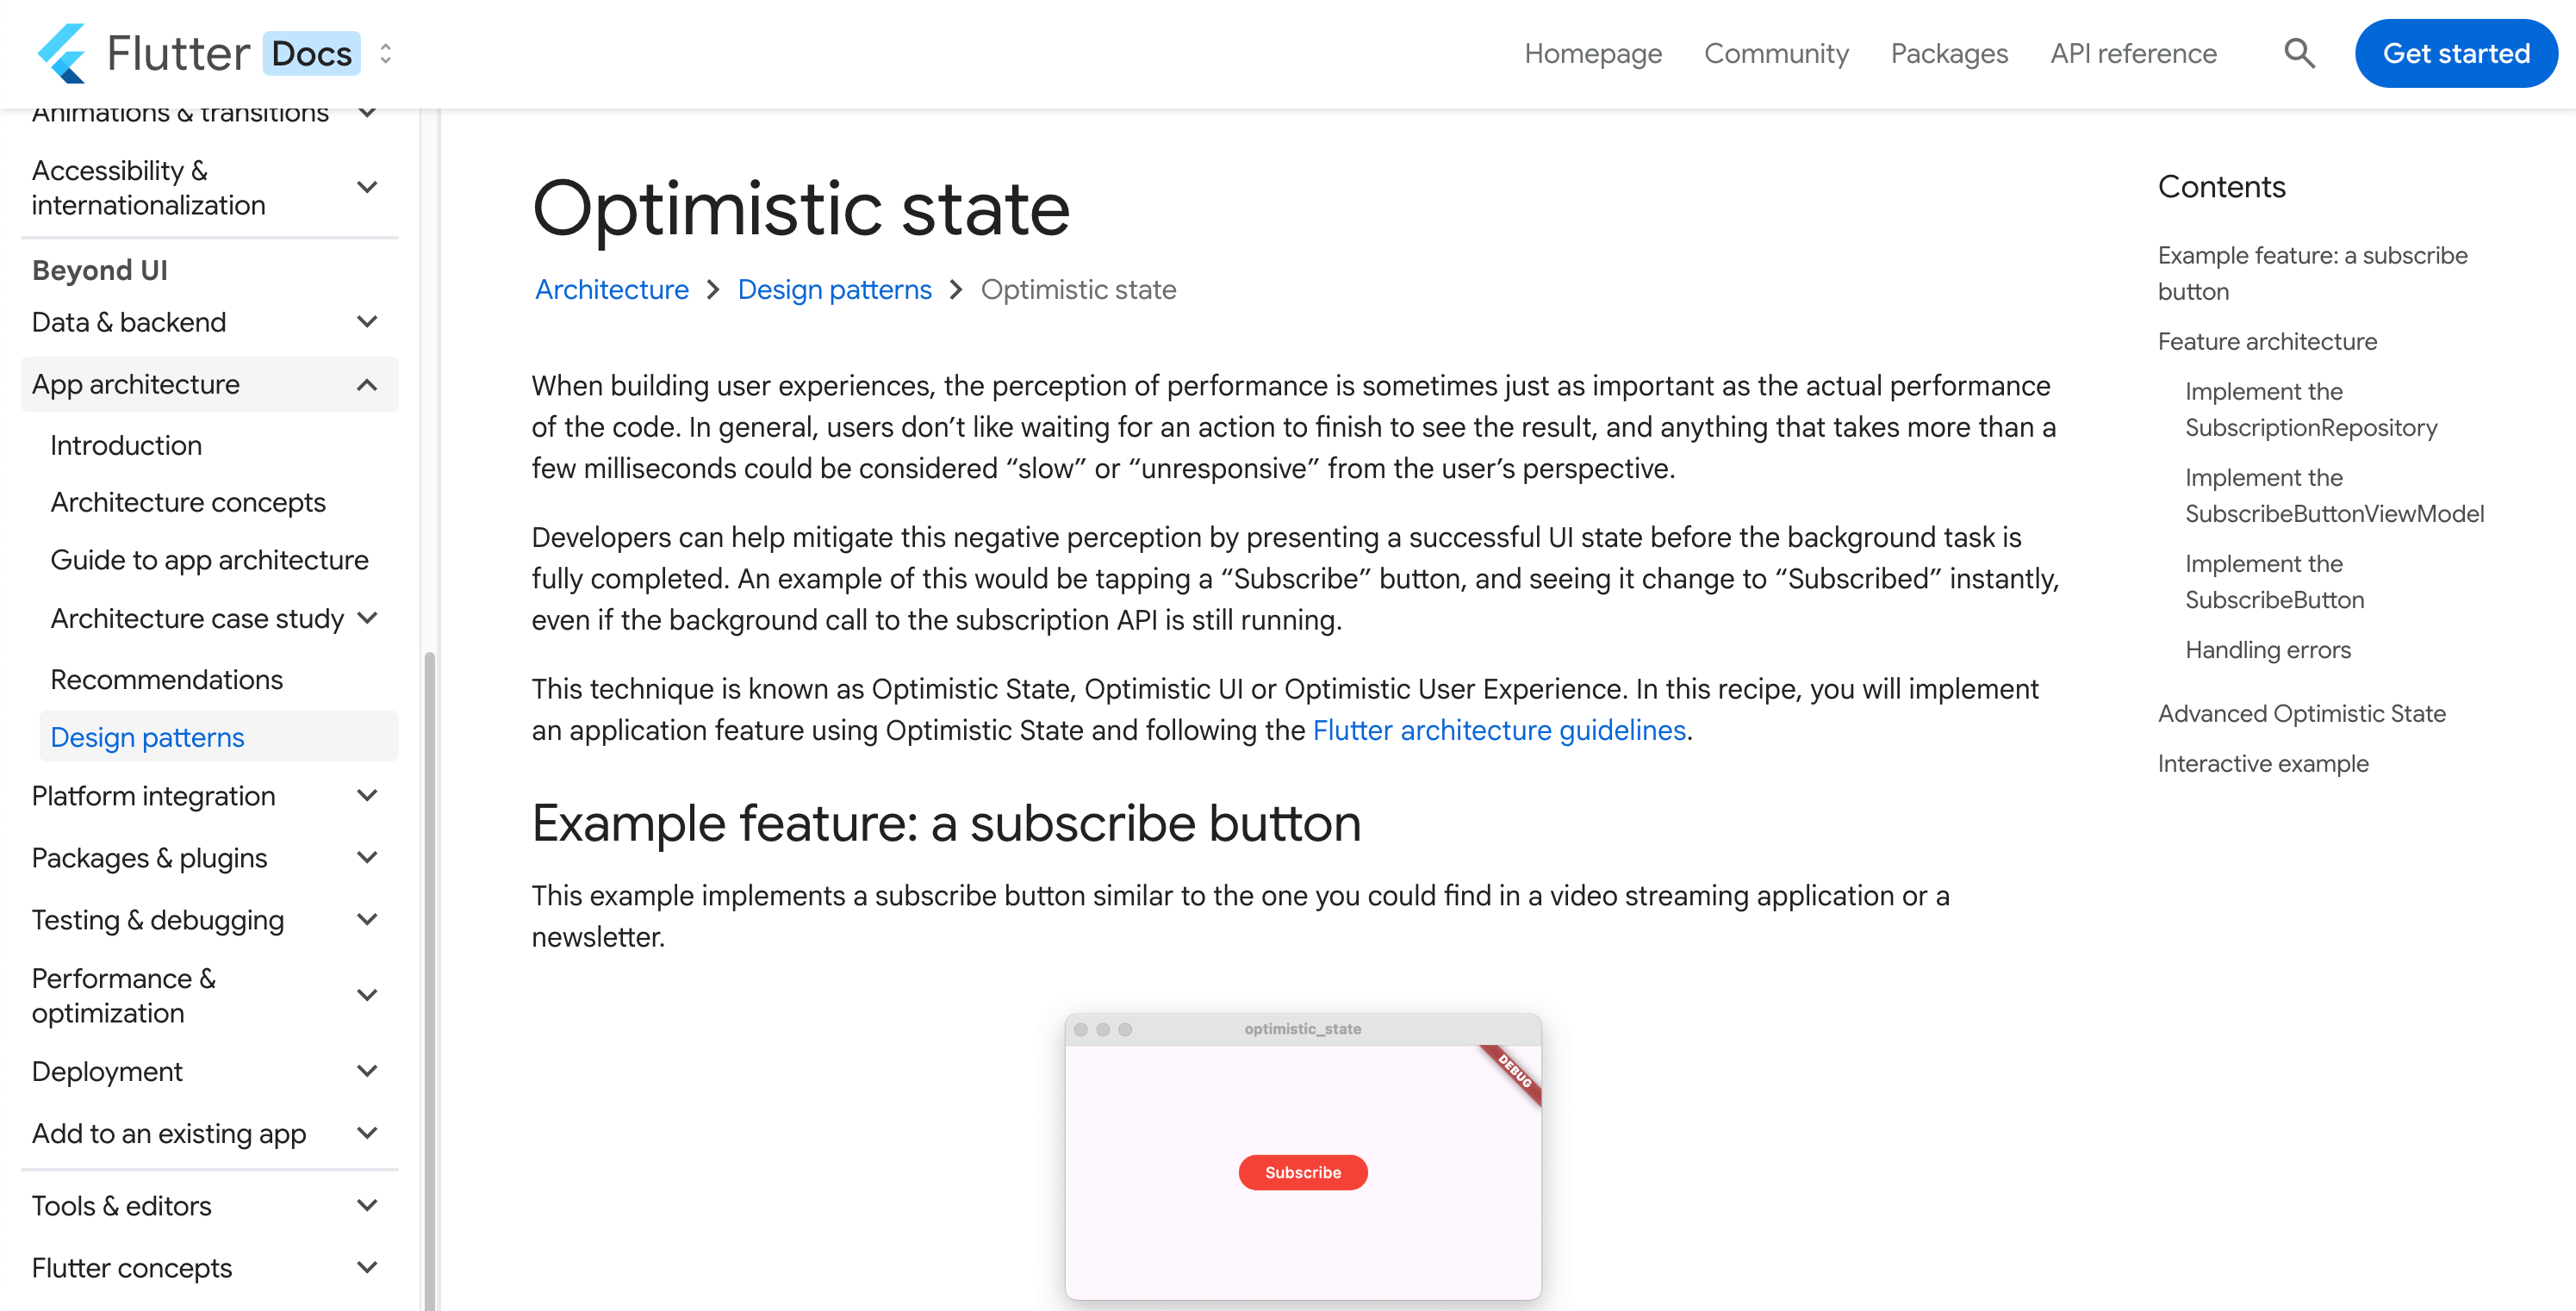 Flutter Docs
Homepage
Community
Packages
API reference
Get started
Animations & transitions
Accessibility &
internationalization
Beyond UI
Data & backend
App architecture
Introduction
Architecture concepts
Guide to app architecture
Architecture case study
Recommendations
Design patterns
Platform integration
Packages & plugins
Testing & debugging
Performance &
optimization
Deployment
Add to an existing app
Tools & editors
Flutter concepts
Optimistic state
Architecture > Design patterns > Optimistic state
When building user experiences, the perception of performance is sometimes just as important as the actual performance
of the code. In general, users don’t like waiting for an action to finish to see the result, and anything that takes more than a
few milliseconds could be considered “slow” or “unresponsive” from the user’s perspective.
Developers can help mitigate this negative perception by presenting a successful UI state before the background task is
fully completed. An example of this would be tapping a “Subscribe” button, and seeing it change to “Subscribed” instantly,
even if the background call to the subscription API is still running.
This technique is known as Optimistic State, Optimistic UI or Optimistic User Experience. In this recipe, you will implement
an application feature using Optimistic State and following the Flutter architecture guidelines.
Example feature: a subscribe button
This example implements a subscribe button similar to the one you could find in a video streaming application or a
newsletter.
optimistic_state
DEBUG
Subscribe
Contents
Example feature: a subscribe
button
Feature architecture
Implement the
SubscriptionRepository
Implement the
SubscribeButtonViewModel
Implement the
SubscribeButton
Handling errors
Advanced Optimistic State
Interactive example